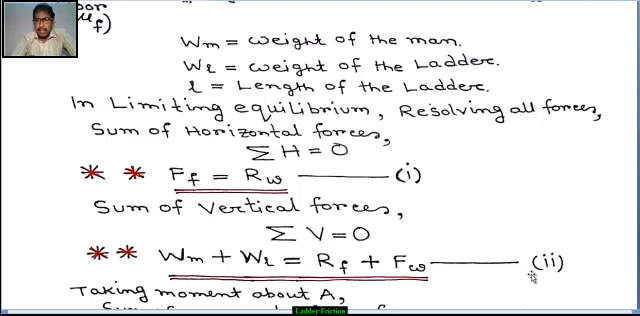 μf)
Wm = weight of the man.
Wl = weight of the Ladder.
l = Length of the Ladder.
In Limiting equilibrium, Resolving all forces,
Sum of Horizontal forces,
Σ H = 0
** Ff = Rw ——— (i)
Sum of Vertical forces,
Σ V = 0
** Wm + Wl = Rf + Fw ——— (ii)
Taking moment about A,
Ladder Friction